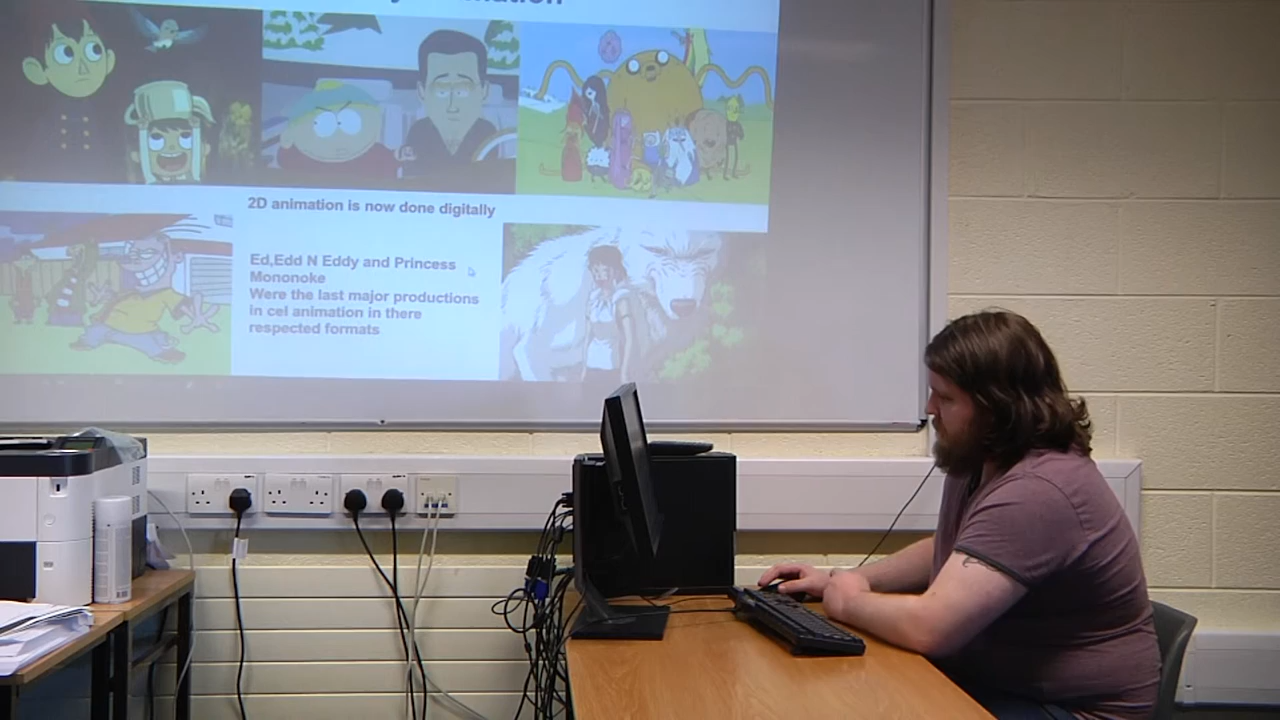 2D animation is now done digitally
Ed,Edd N Eddy and Princess
Mononoke
Were the last major productions
in cel animation in there
respected formats